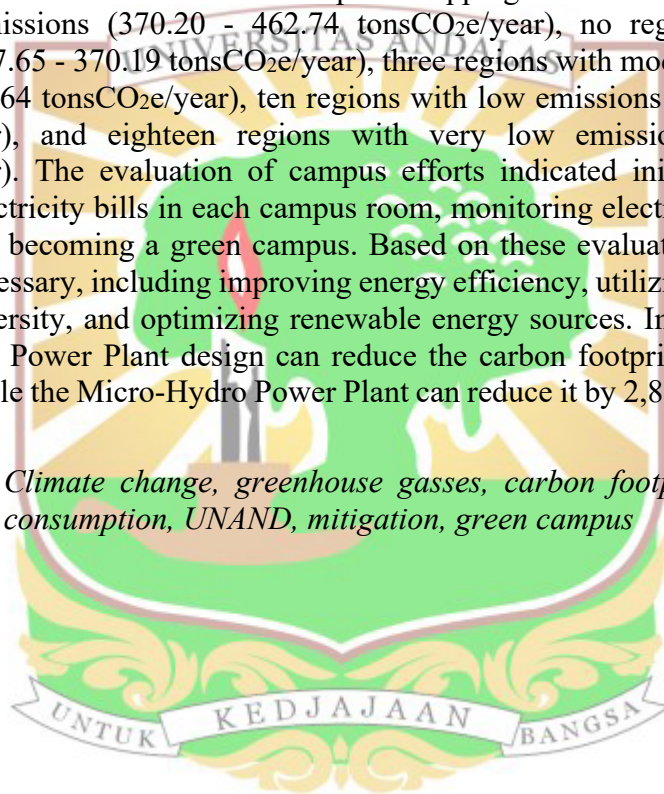 issions (370.20 - 462.74 tonsCO2e/year), no reg
UNIVERSITAS ANDALAS
7.65 - 370.19 tonsCO2e/year), three regions with mod
64 tonsCO2e/year), ten regions with low emissions
), and eighteen regions with very low emissio
). The evaluation of campus efforts indicated ini
ctricity bills in each campus room, monitoring elect
becoming a green campus. Based on these evaluat
essary, including improving energy efficiency, utiliz
ersity, and optimizing renewable energy sources. In
Power Plant design can reduce the carbon footpri
le the Micro-Hydro Power Plant can reduce it by 2,8
Climate change, greenhouse gasses, carbon foot
consumption, UNAND, mitigation, green campus
UNTUK KEDJAJAAN BANGSA